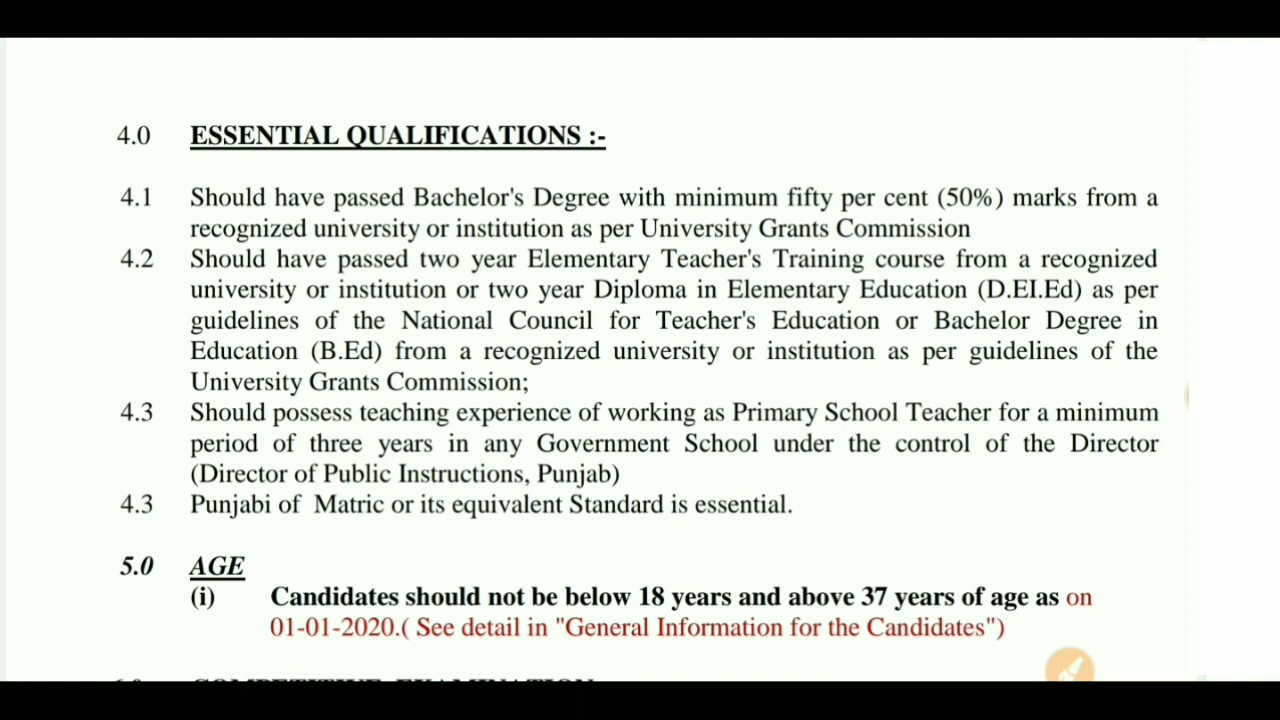 4.0 ESSENTIAL QUALIFICATIONS :-
4.1 Should have passed Bachelor's Degree with minimum fifty per cent (50%) marks from a
recognized university or institution as per University Grants Commission
4.2 Should have passed two year Elementary Teacher's Training course from a recognized
university or institution or two year Diploma in Elementary Education (D.EI.Ed) as per
guidelines of the National Council for Teacher's Education or Bachelor Degree in
Education (B.Ed) from a recognized university or institution as per guidelines of the
University Grants Commission;
4.3 Should possess teaching experience of working as Primary School Teacher for a minimum
period of three years in any Government School under the control of the Director
(Director of Public Instructions, Punjab)
4.3 Punjabi of Matric or its equivalent Standard is essential.
5.0 AGE
(i) Candidates should not be below 18 years and above 37 years of age as on
01-01-2020.( See detail in "General Information for the Candidates")